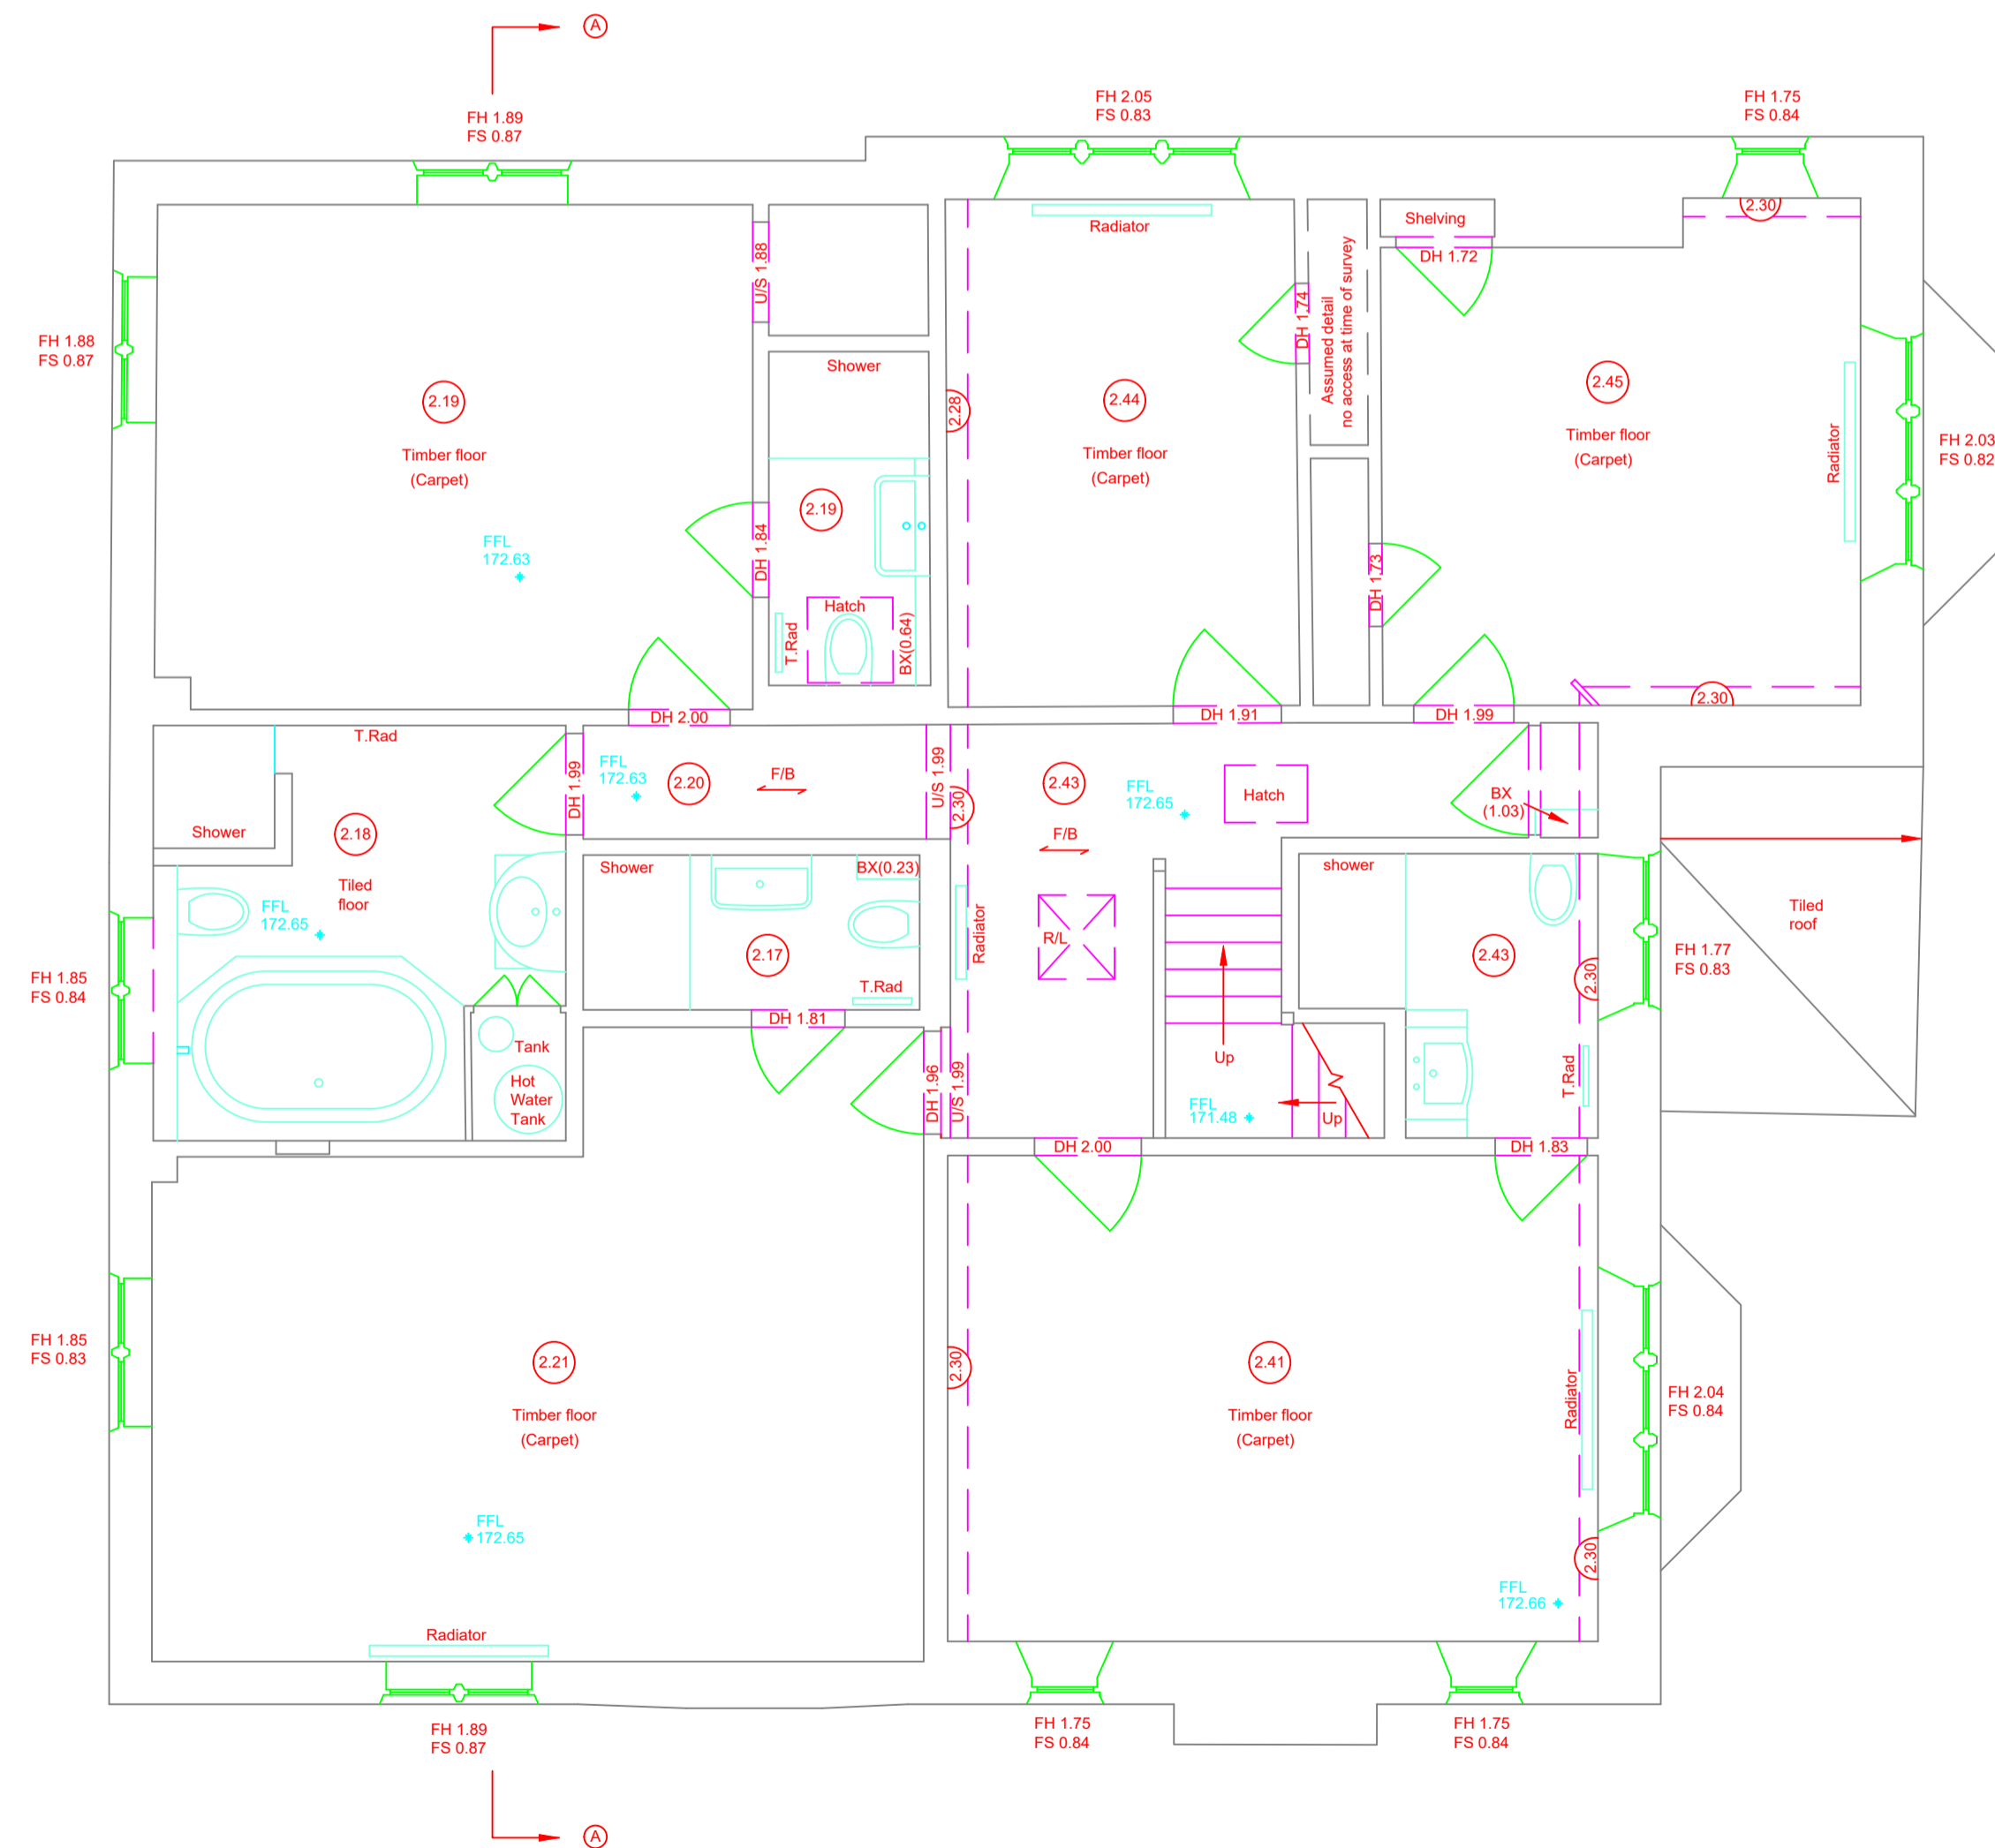 A
FH 1.89
FS 0.87
FH 2.05
FS 0.83
FH 1.75
FS 0.84
2.30
Shelving
DH 1.72
Radiator
U/S 1.88
DH 1.74
Assumed detail
no access at time of survey
FH 1.88
FS 0.87
Shower
2.19
Timber floor
(Carpet)
2.28
2.44
Timber floor
(Carpet)
2.45
Timber floor
(Carpet)
Radiator
FH 2.03
FS 0.82
2.19
FFL
172.63
DH 1.84
DH 1.73
Hatch
T.Rad
BX(0.64)
2.30
DH 2.00
DH 1.91
DH 1.99
T.Rad
DH 1.99
FFL
172.63
2.20
F/B
U/S 1.99
2.30
2.43
FFL
172.65
Hatch
BX
(1.03)
Shower
2.18
F/B
Tiled
floor
Shower
BX(0.23)
shower
FFL
172.65
Radiator
R/L
Tiled
roof
2.17
2.43
2.30
FH 1.77
FS 0.83
FH 1.85
FS 0.84
T.Rad
DH 1.81
Tank
Hot
Water
Tank
DH 1.96
U/S 1.99
Up
FFL
171.48
Up
T.Rad
DH 2.00
DH 1.83
FH 1.85
FS 0.83
2.21
Timber floor
(Carpet)
2.30
2.41
Timber floor
(Carpet)
Radiator
FH 2.04
FS 0.84
FFL
172.65
2.30
FFL
172.66
Radiator
FH 1.89
FS 0.87
FH 1.75
FS 0.84
FH 1.75
FS 0.84
A